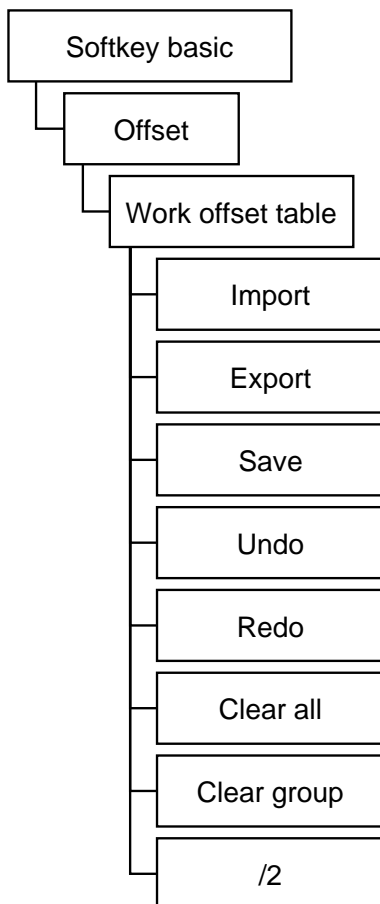 Softkey basic
Offset
Work offset table
Import
Export
Save
Undo
Redo
Clear all
Clear group
/2